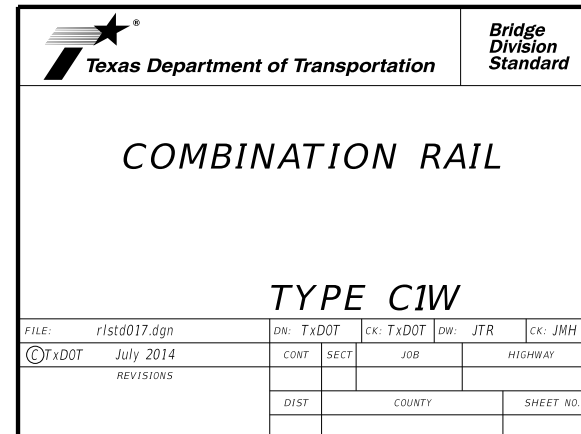 ®
Texas Department of Transportation
Bridge
Division
Standard
COMBINATION RAIL
TYPE C1W
FILE: rlstd017.dgn DN: TxDOT CK: TxDOT DW: JTR CK: JMH
©TxDOT July 2014 CONT SECT JOB HIGHWAY
REVISIONS
DIST COUNTY SHEET NO.